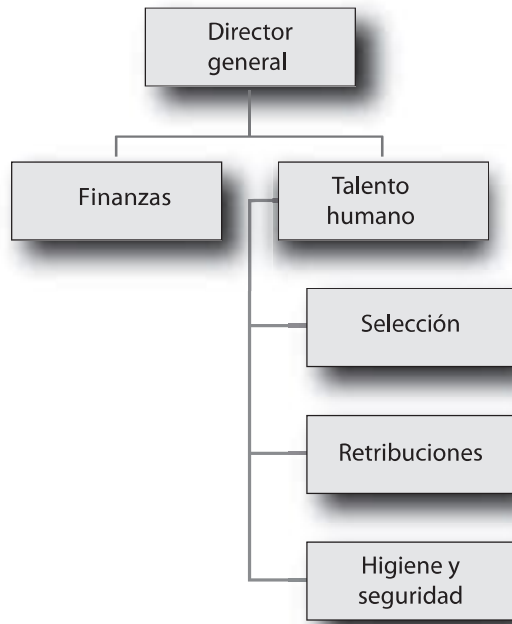 Director
general
Finanzas
Talento
humano
Selección
Retribuciones
Higiene y
seguridad